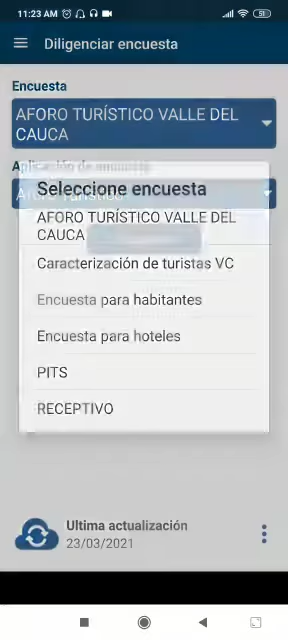 11:23 AM
51
Diligenciar encuesta
Encuesta
AFORO TURÍSTICO VALLE DEL
CAUCA
Seleccione encuesta
AFORO TURÍSTICO VALLE DEL
CAUCA
Caracterización de turistas VC
Encuesta para habitantes
Encuesta para hoteles
PITS
RECEPTIVO
Ultima actualización
23/03/2021